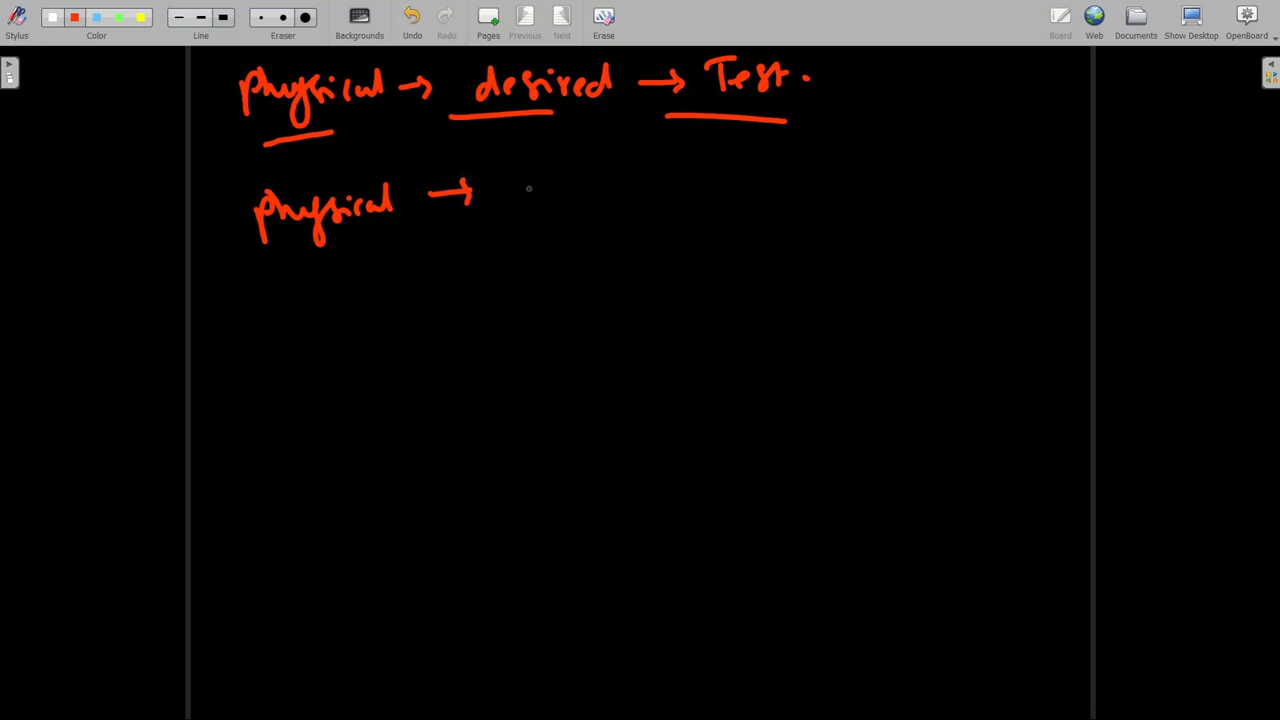 Stylus Color Line Eraser Backgrounds Undo Redo Pages Previous Next Erase Board Web Documents Show Desktop OpenBoard
physical → desired → Test.
physical →